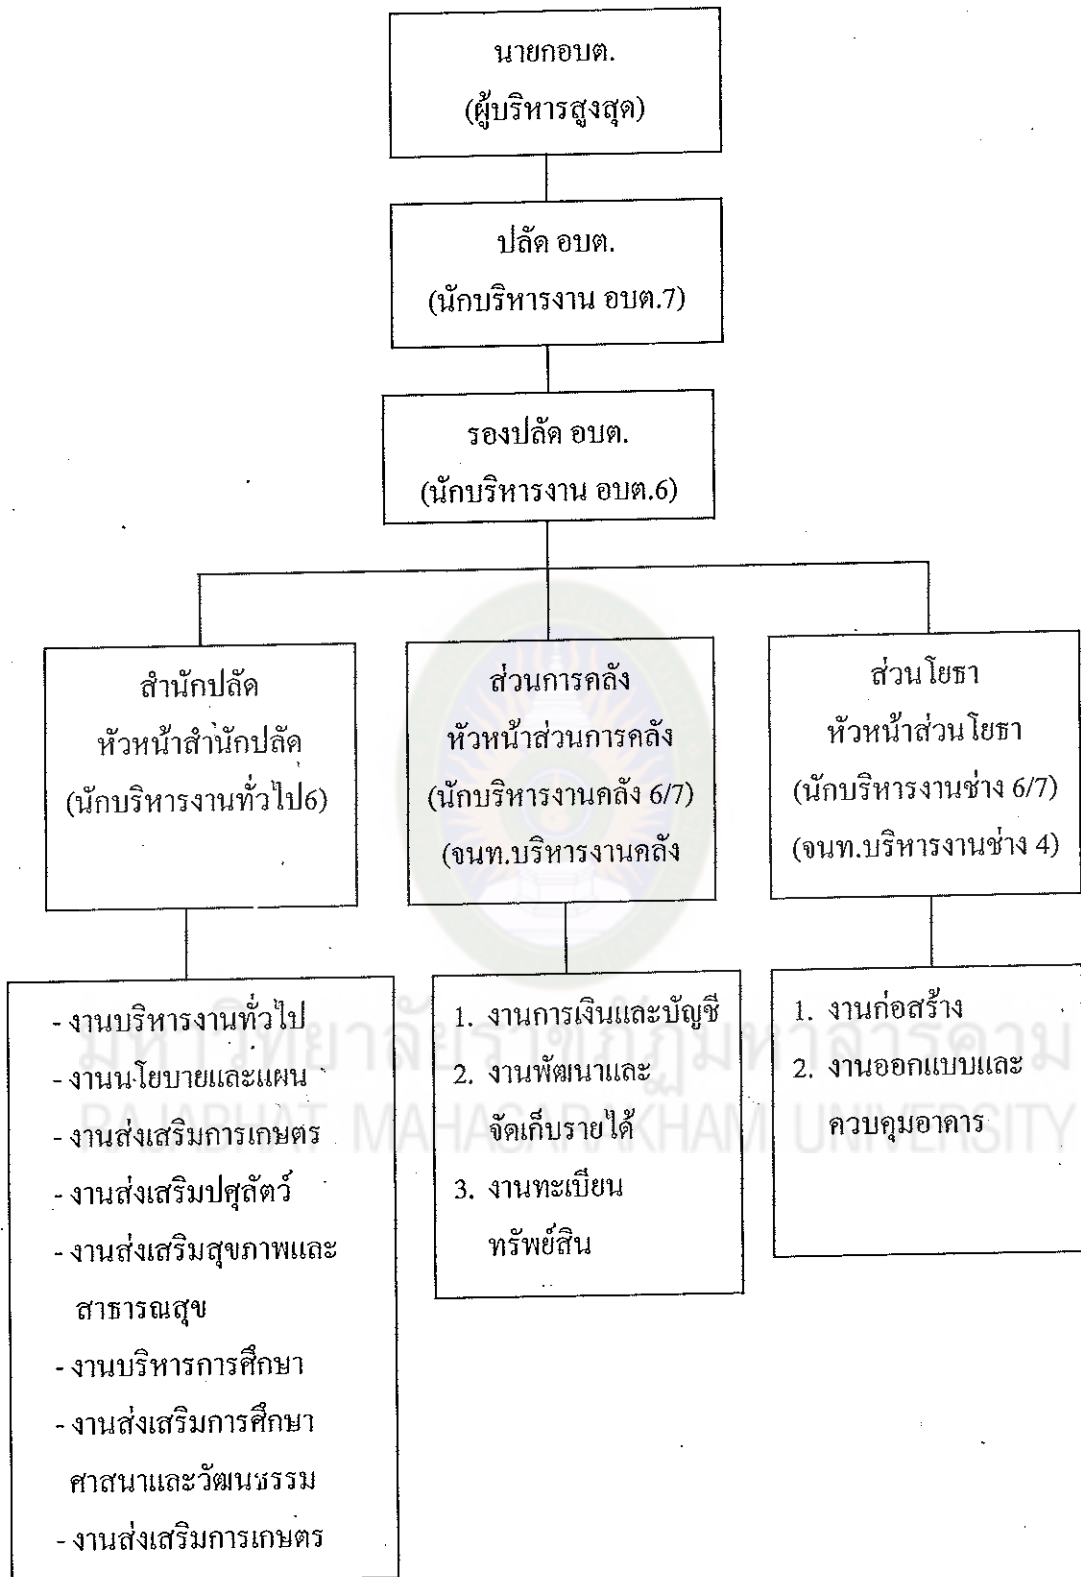 นายกอบต.
(ผู้บริหารสูงสุด)
ปลัด อบต.
(นักบริหารงาน อบต.7)
รองปลัด อบต.
(นักบริหารงาน อบต.6)
สำนักปลัด
หัวหน้าสำนักปลัด
(นักบริหารงานทั่วไป6)
ส่วนการคลัง
หัวหน้าส่วนการคลัง
(นักบริหารงานคลัง 6/7)
(จนท.บริหารงานคลัง
ส่วนโยธา
หัวหน้าส่วนโยธา
(นักบริหารงานช่าง 6/7)
(จนท.บริหารงานช่าง 4)
- งานบริหารงานทั่วไป
- งานนโยบายและแผน
- งานส่งเสริมการเกษตร
- งานส่งเสริมปศุสัตว์
- งานส่งเสริมสุขภาพและ
สาธารณสุข
- งานบริหารการศึกษา
- งานส่งเสริมการศึกษา
ศาสนาและวัฒนธรรม
- งานส่งเสริมการเกษตร
1. งานการเงินและบัญชี
2. งานพัฒนาและ
จัดเก็บรายได้
3. งานทะเบียน
ทรัพย์สิน
1. งานก่อสร้าง
2. งานออกแบบและ
ควบคุมอาคาร
มหาวิทยาลัยราชภัฏมหาสารคาม
RAJABHAT MAHASARAKHAM UNIVERSITY